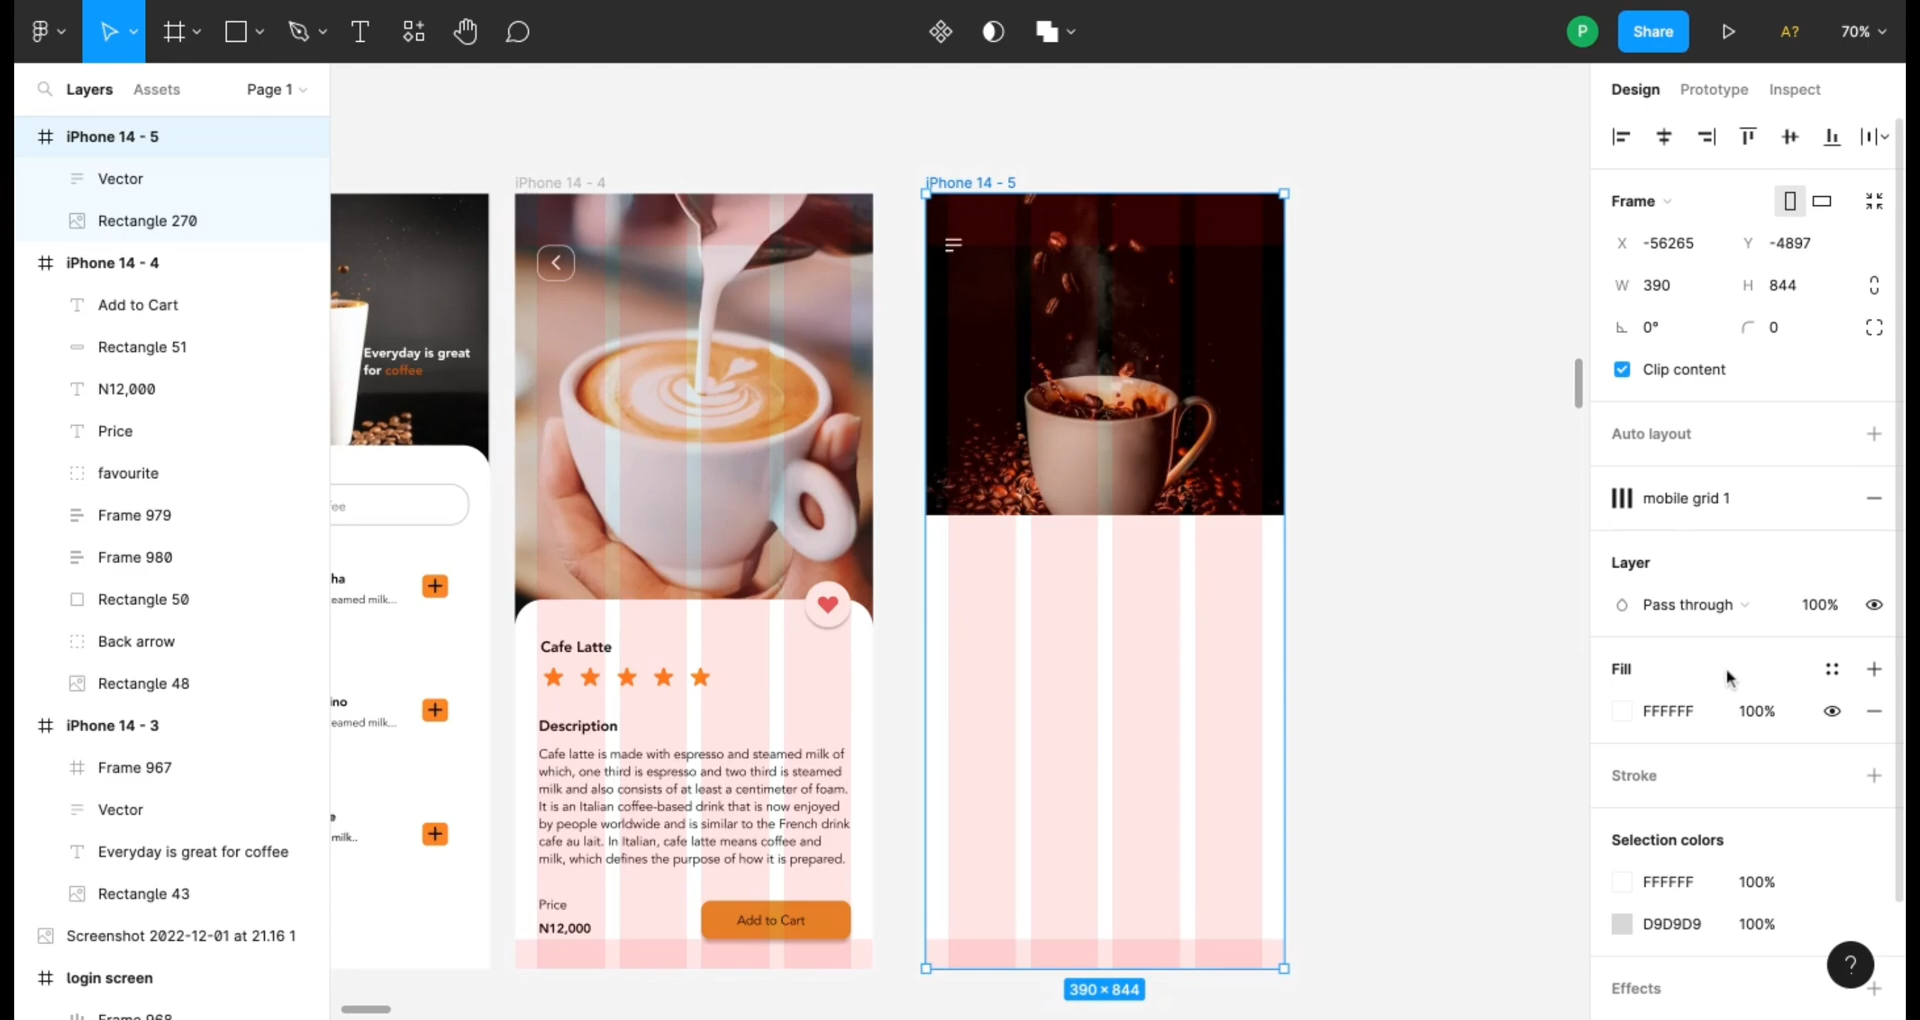 P
Share
A?
70%
Layers
Assets
Page 1
iPhone 14 - 5
Vector
Rectangle 270
iPhone 14 - 4
Add to Cart
Rectangle 51
N12,000
Price
favourite
Frame 979
Frame 980
Rectangle 50
Back arrow
Rectangle 48
iPhone 14 - 3
Frame 967
Vector
Everyday is great for coffee
Rectangle 43
Screenshot 2022-12-01 at 21.16 1
login screen
Frame 968
Everyday is great
for coffee
ee
ha
eamed milk...
ino
eamed milk...
e
milk..
iPhone 14 - 4
Cafe Latte
Description
Cafe latte is made with espresso and steamed milk of
which, one third is espresso and two third is steamed
milk and also consists of at least a centimeter of foam.
It is an Italian coffee-based drink that is now enjoyed
by people worldwide and is similar to the French drink
cafe au lait. In Italian, cafe latte means coffee and
milk, which defines the purpose of how it is prepared.
Price
N12,000
Add to Cart
iPhone 14 - 5
390 × 844
Design
Prototype
Inspect
Frame
X -56265 Y -4897
W 390 H 844
0° 0
Clip content
Auto layout
mobile grid 1
Layer
Pass through 100%
Fill
FFFFFF 100%
Stroke
Selection colors
FFFFFF 100%
D9D9D9 100%
Effects
?